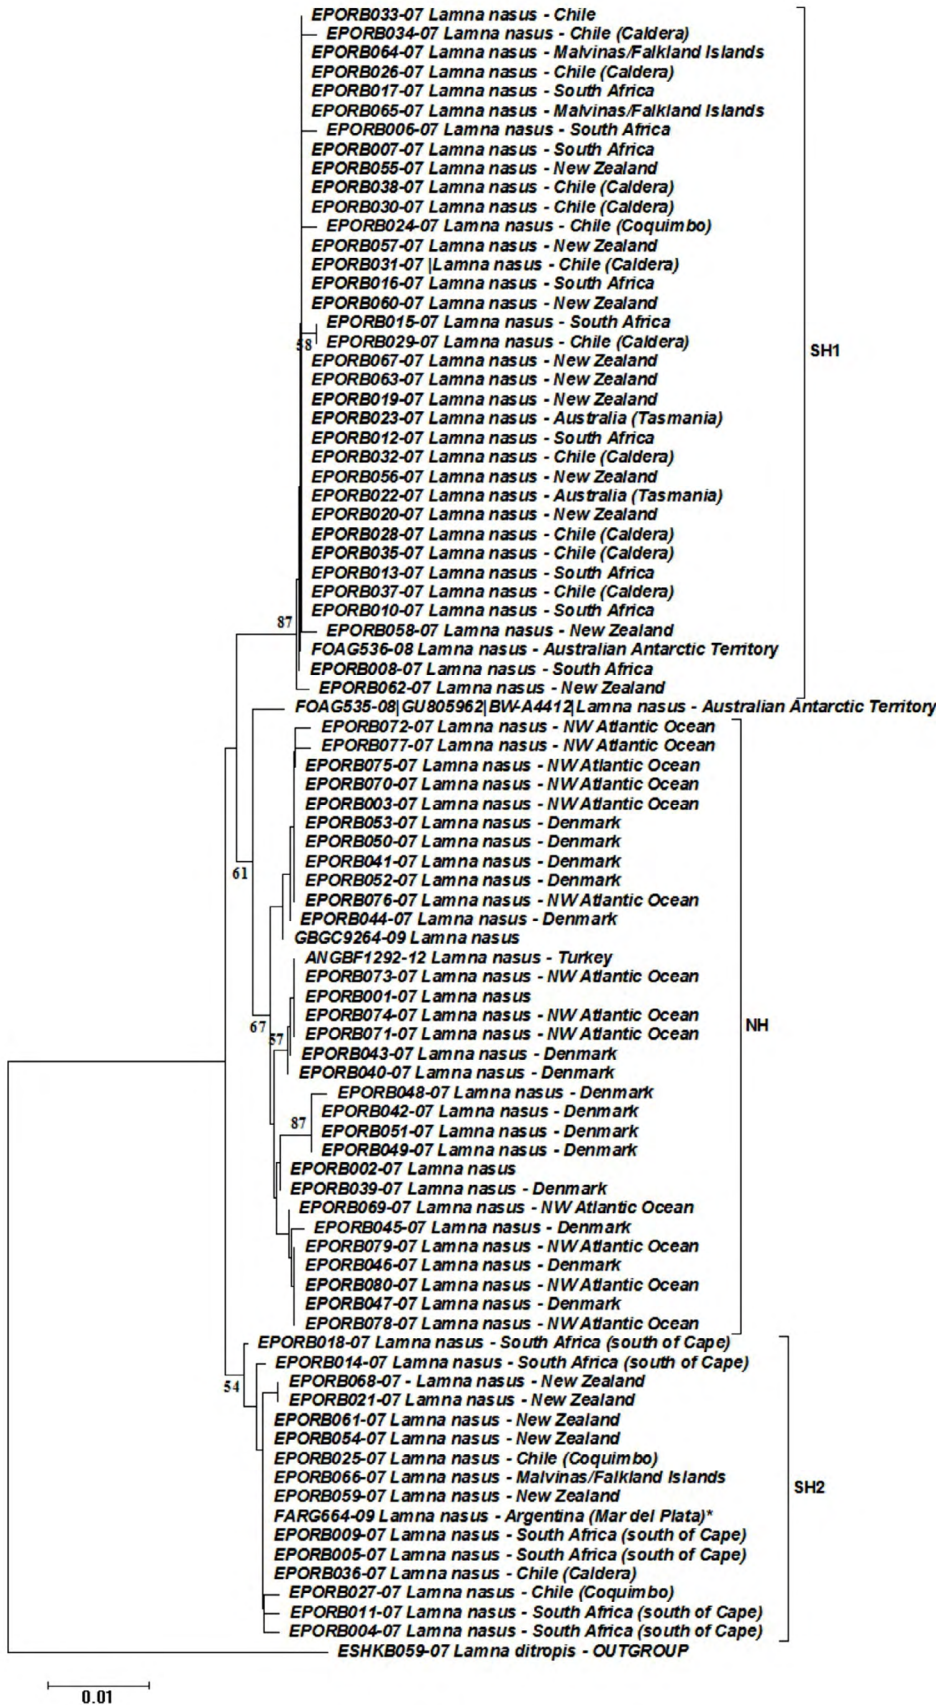 EPORB033-07 Lamna nasus - Chile
EPORB034-07 Lamna nasus - Chile (Caldera)
EPORB064-07 Lamna nasus - Malvinas/Falkland Islands
EPORB026-07 Lamna nasus - Chile (Caldera)
EPORB017-07 Lamna nasus - South Africa
EPORB065-07 Lamna nasus - Malvinas/Falkland Islands
EPORB006-07 Lamna nasus - South Africa
EPORB007-07 Lamna nasus - South Africa
EPORB055-07 Lamna nasus - New Zealand
EPORB038-07 Lamna nasus - Chile (Caldera)
EPORB030-07 Lamna nasus - Chile (Caldera)
EPORB024-07 Lamna nasus - Chile (Coquimbo)
EPORB057-07 Lamna nasus - New Zealand
EPORB031-07 |Lamna nasus - Chile (Caldera)
EPORB016-07 Lamna nasus - South Africa
EPORB060-07 Lamna nasus - New Zealand
EPORB015-07 Lamna nasus - South Africa
58
EPORB029-07 Lamna nasus - Chile (Caldera)
SH1
EPORB067-07 Lamna nasus - New Zealand
EPORB063-07 Lamna nasus - New Zealand
EPORB019-07 Lamna nasus - New Zealand
EPORB023-07 Lamna nasus - Australia (Tasmania)
EPORB012-07 Lamna nasus - South Africa
EPORB032-07 Lamna nasus - Chile (Caldera)
EPORB056-07 Lamna nasus - New Zealand
EPORB022-07 Lamna nasus - Australia (Tasmania)
EPORB020-07 Lamna nasus - New Zealand
EPORB028-07 Lamna nasus - Chile (Caldera)
EPORB035-07 Lamna nasus - Chile (Caldera)
EPORB013-07 Lamna nasus - South Africa
EPORB037-07 Lamna nasus - Chile (Caldera)
EPORB010-07 Lamna nasus - South Africa
87
EPORB058-07 Lamna nasus - New Zealand
FOAG536-08 Lamna nasus - Australian Antarctic Territory
EPORB008-07 Lamna nasus - South Africa
EPORB062-07 Lamna nasus - New Zealand
FOAG535-08|GU805962|BW-A4412|Lamna nasus - Australian Antarctic Territory
EPORB072-07 Lamna nasus - NW Atlantic Ocean
EPORB077-07 Lamna nasus - NW Atlantic Ocean
EPORB075-07 Lamna nasus - NW Atlantic Ocean
EPORB070-07 Lamna nasus - NW Atlantic Ocean
EPORB003-07 Lamna nasus - NW Atlantic Ocean
EPORB053-07 Lamna nasus - Denmark
EPORB050-07 Lamna nasus - Denmark
EPORB041-07 Lamna nasus - Denmark
61
EPORB052-07 Lamna nasus - Denmark
EPORB076-07 Lamna nasus - NW Atlantic Ocean
EPORB044-07 Lamna nasus - Denmark
GBGC9264-09 Lamna nasus
ANGBF1292-12 Lamna nasus - Turkey
EPORB073-07 Lamna nasus - NW Atlantic Ocean
EPORB001-07 Lamna nasus
EPORB074-07 Lamna nasus - NW Atlantic Ocean
67
NH
EPORB071-07 Lamna nasus - NW Atlantic Ocean
57
EPORB043-07 Lamna nasus - Denmark
EPORB040-07 Lamna nasus - Denmark
EPORB048-07 Lamna nasus - Denmark
EPORB042-07 Lamna nasus - Denmark
87
EPORB051-07 Lamna nasus - Denmark
EPORB049-07 Lamna nasus - Denmark
EPORB002-07 Lamna nasus
EPORB039-07 Lamna nasus - Denmark
EPORB069-07 Lamna nasus - NW Atlantic Ocean
EPORB045-07 Lamna nasus - Denmark
EPORB079-07 Lamna nasus - NW Atlantic Ocean
EPORB046-07 Lamna nasus - Denmark
EPORB080-07 Lamna nasus - NW Atlantic Ocean
EPORB047-07 Lamna nasus - Denmark
EPORB078-07 Lamna nasus - NW Atlantic Ocean
EPORB018-07 Lamna nasus - South Africa (south of Cape)
EPORB014-07 Lamna nasus - South Africa (south of Cape)
54
EPORB068-07 - Lamna nasus - New Zealand
EPORB021-07 Lamna nasus - New Zealand
EPORB061-07 Lamna nasus - New Zealand
EPORB054-07 Lamna nasus - New Zealand
EPORB025-07 Lamna nasus - Chile (Coquimbo)
EPORB066-07 Lamna nasus - Malvinas/Falkland Islands
SH2
EPORB059-07 Lamna nasus - New Zealand
FARG664-09 Lamna nasus - Argentina (Mar del Plata)*
EPORB009-07 Lamna nasus - South Africa (south of Cape)
EPORB005-07 Lamna nasus - South Africa (south of Cape)
EPORB036-07 Lamna nasus - Chile (Caldera)
EPORB027-07 Lamna nasus - Chile (Coquimbo)
EPORB011-07 Lamna nasus - South Africa (south of Cape)
EPORB004-07 Lamna nasus - South Africa (south of Cape)
ESHKB059-07 Lamna ditropis - OUTGROUP
0.01